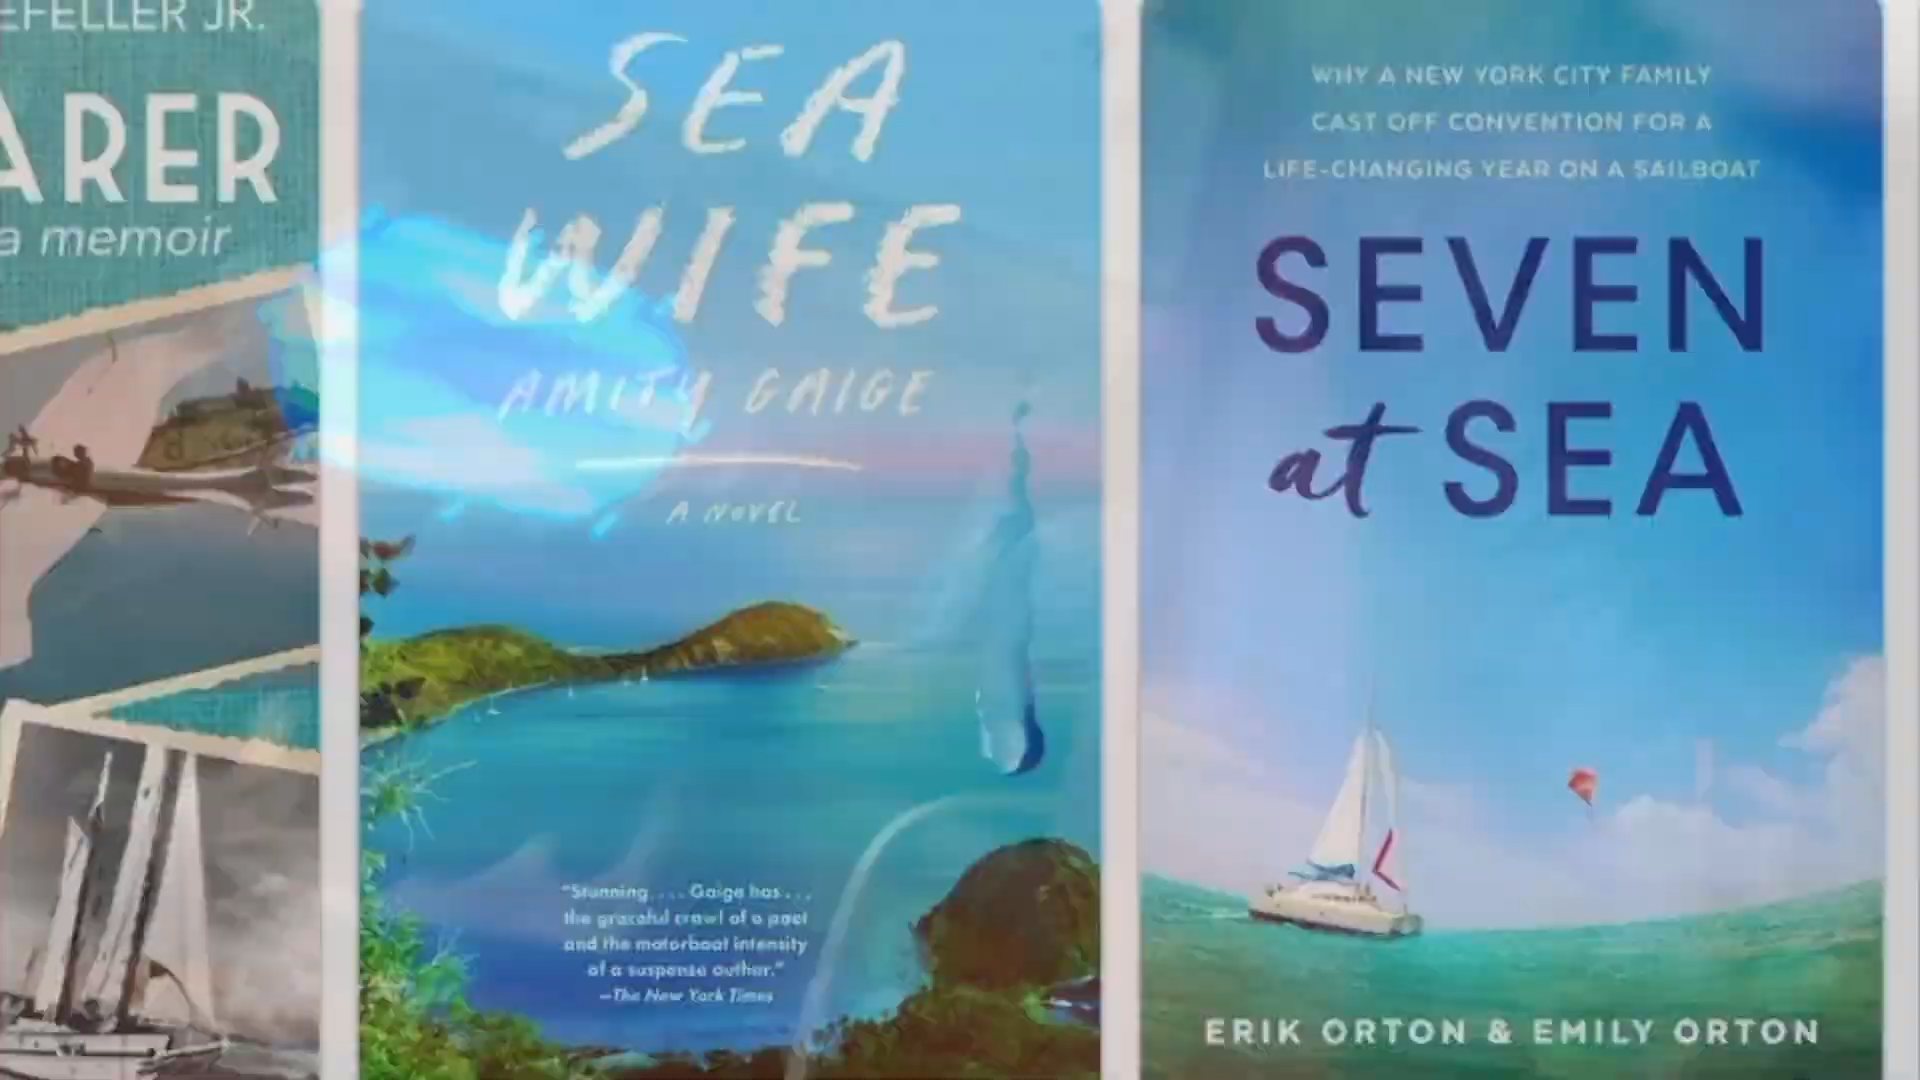 EFELLER JR.
ARER
a memoir
SEA
WIFE
AMITY GAIGE
A NOVEL
"Stunning.... Gaige has...
the graceful crawl of a poet
and the motorboat intensity
of a suspense author."
—The New York Times
WHY A NEW YORK CITY FAMILY
CAST OFF CONVENTION FOR A
LIFE-CHANGING YEAR ON A SAILBOAT
SEVEN
at SEA
ERIK ORTON & EMILY ORTON